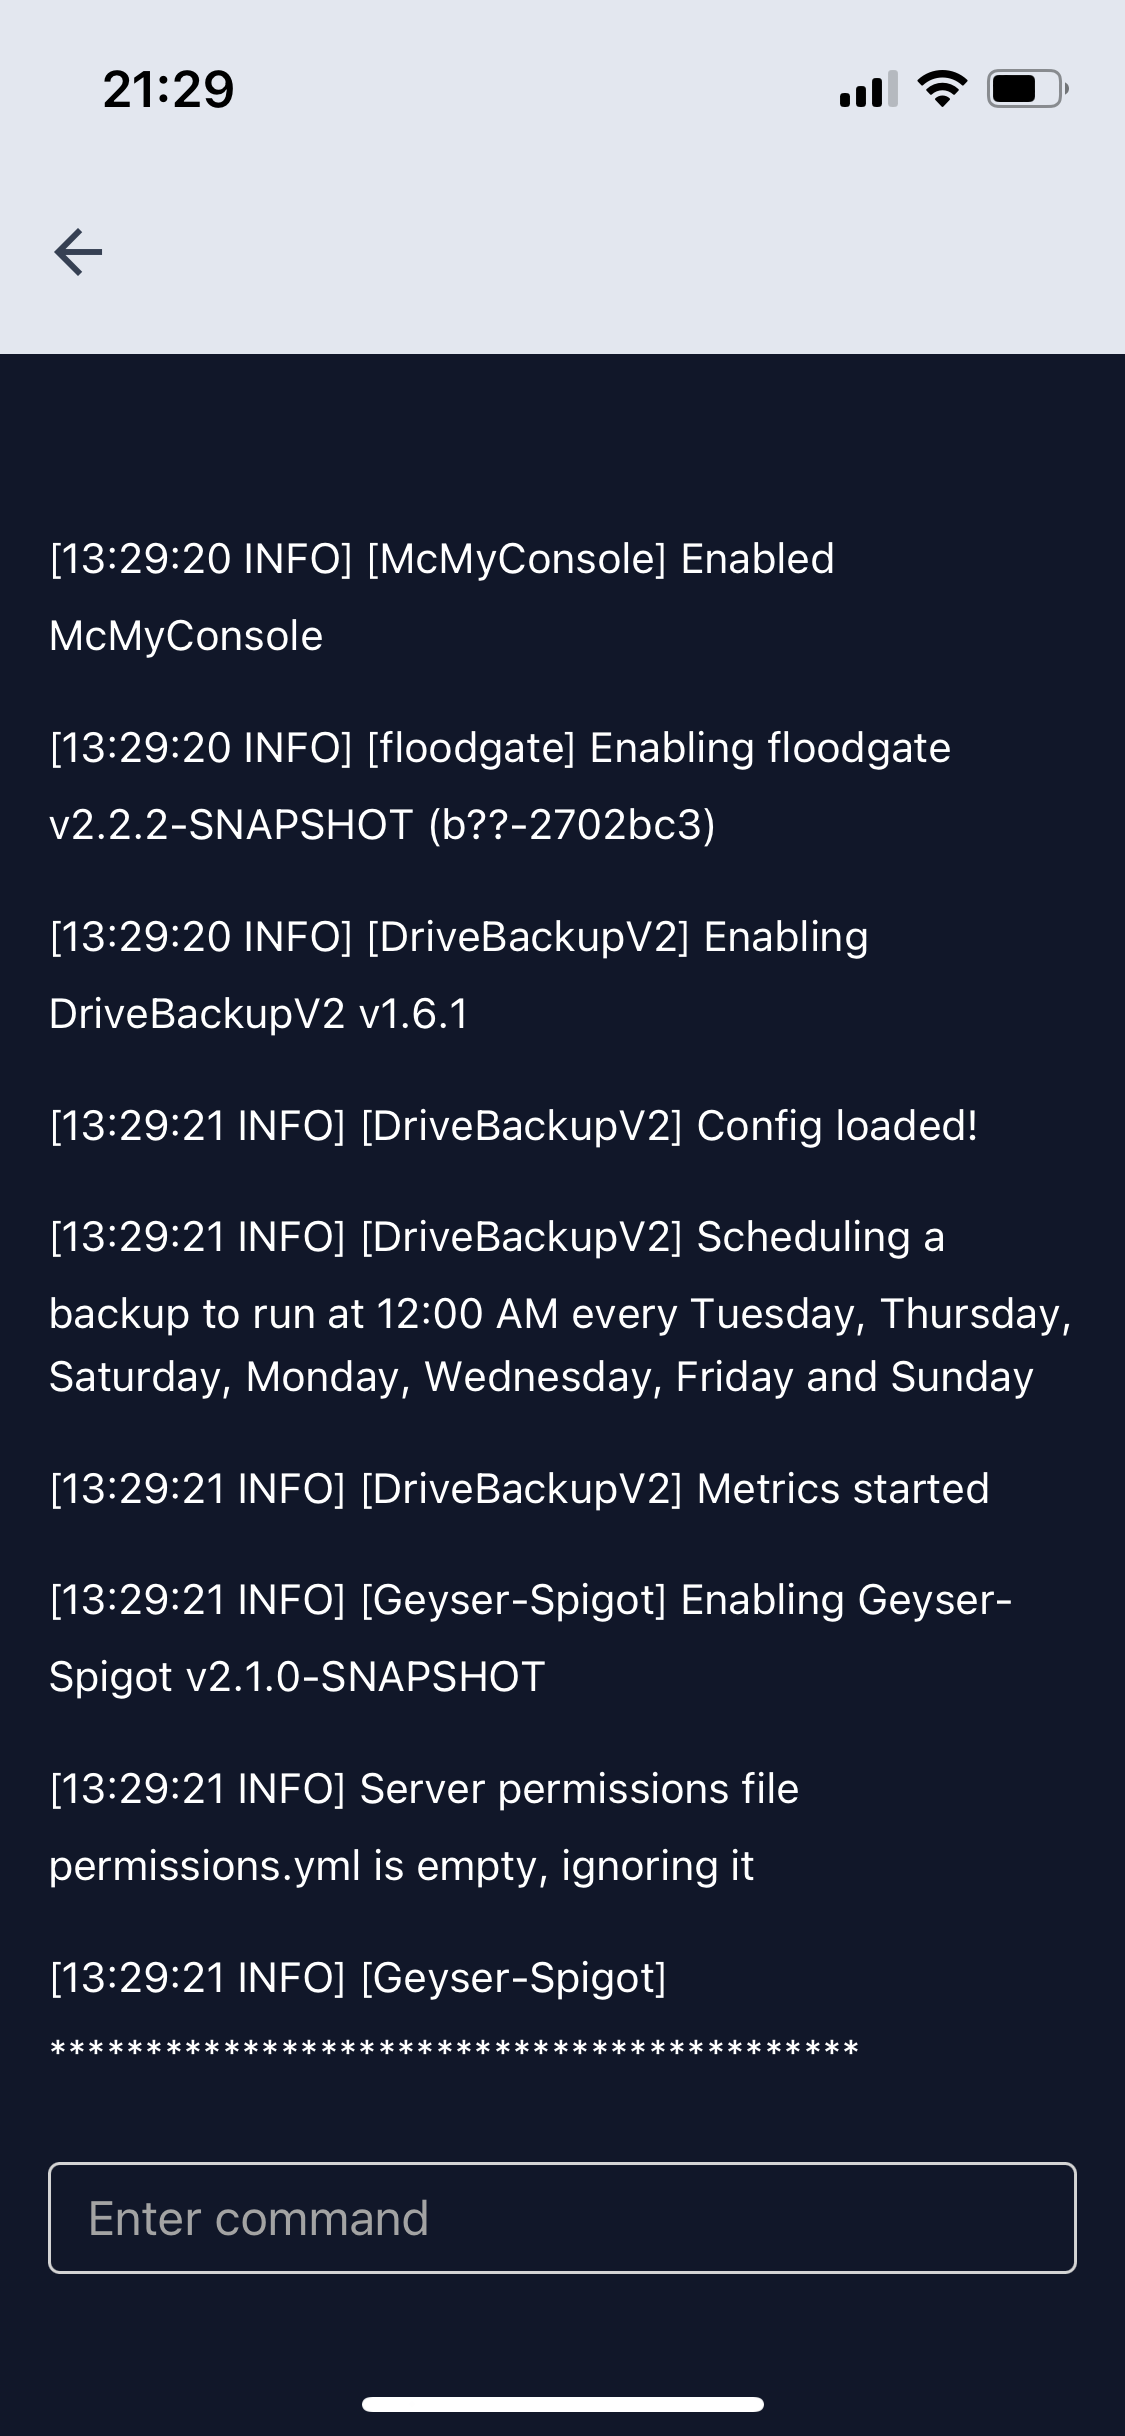 21:29
[13:29:20 INFO] [McMyConsole] Enabled
McMyConsole
[13:29:20 INFO] [floodgate] Enabling floodgate
v2.2.2-SNAPSHOT (b??-2702bc3)
[13:29:20 INFO] [DriveBackupV2] Enabling
DriveBackupV2 v1.6.1
[13:29:21 INFO] [DriveBackupV2] Config loaded!
[13:29:21 INFO] [DriveBackupV2] Scheduling a
backup to run at 12:00 AM every Tuesday, Thursday,
Saturday, Monday, Wednesday, Friday and Sunday
[13:29:21 INFO] [DriveBackupV2] Metrics started
[13:29:21 INFO] [Geyser-Spigot] Enabling Geyser-
Spigot v2.1.0-SNAPSHOT
[13:29:21 INFO] Server permissions file
permissions.yml is empty, ignoring it
[13:29:21 INFO] [Geyser-Spigot]
******************************************
Enter command